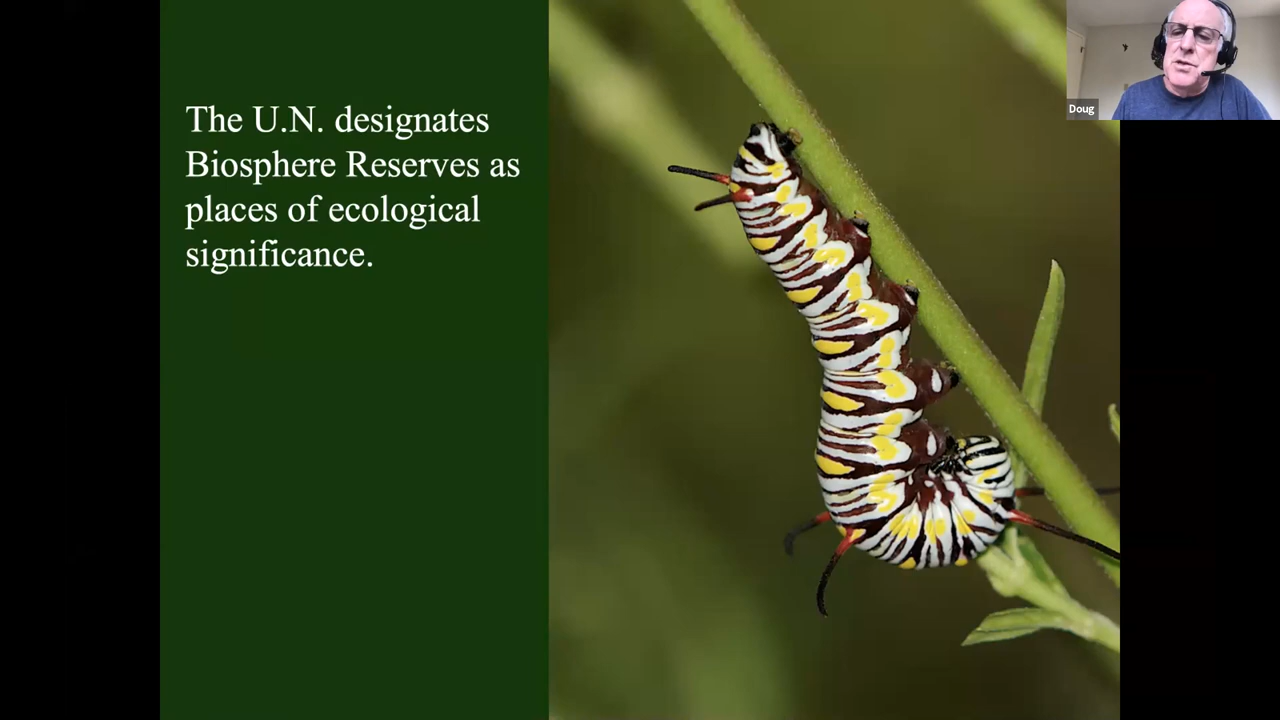 The U.N. designates
Biosphere Reserves as
places of ecological
significance.
Doug